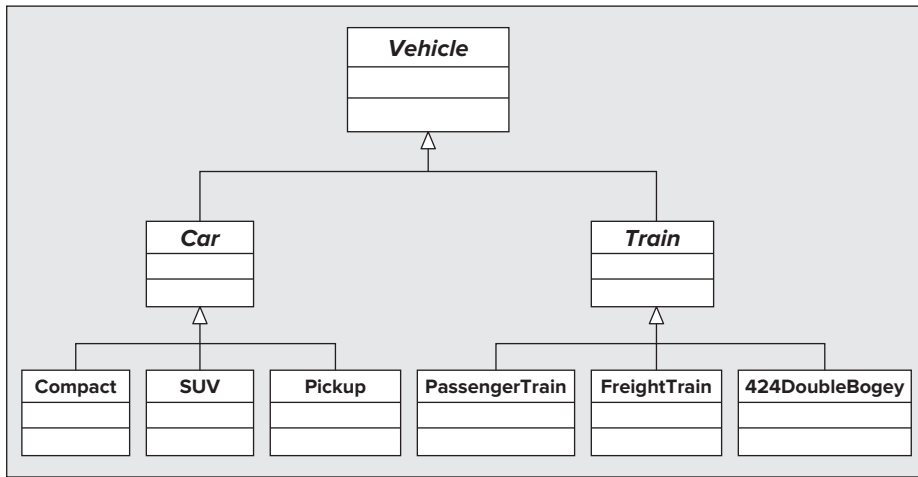 Vehicle
Car
Train
Compact
SUV
Pickup
PassengerTrain
FreightTrain
424DoubleBogey